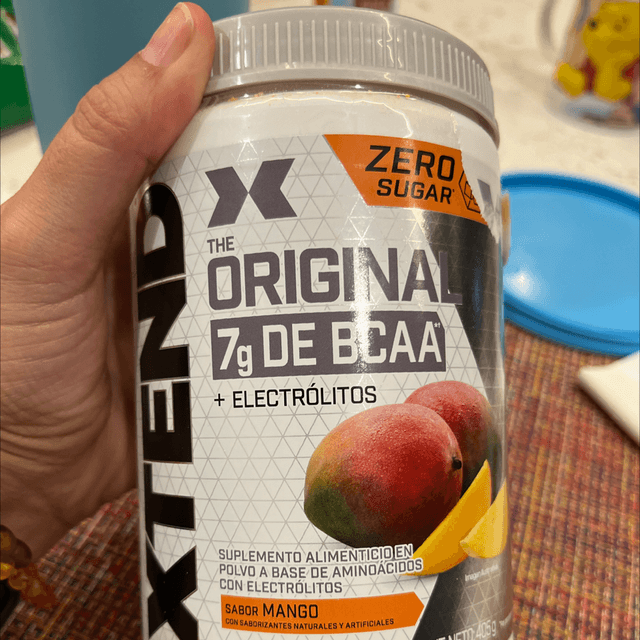 XTEND
ZERO
SUGAR
THE
ORIGINAL
7g DE BCAA
+ ELECTRÓLITOS
SUPLEMENTO ALIMENTICIO EN
POLVO A BASE DE AMINOÁCIDOS
CON ELECTRÓLITOS
SABOR MANGO
CON SABORIZANTES NATURALES Y ARTIFICIALES